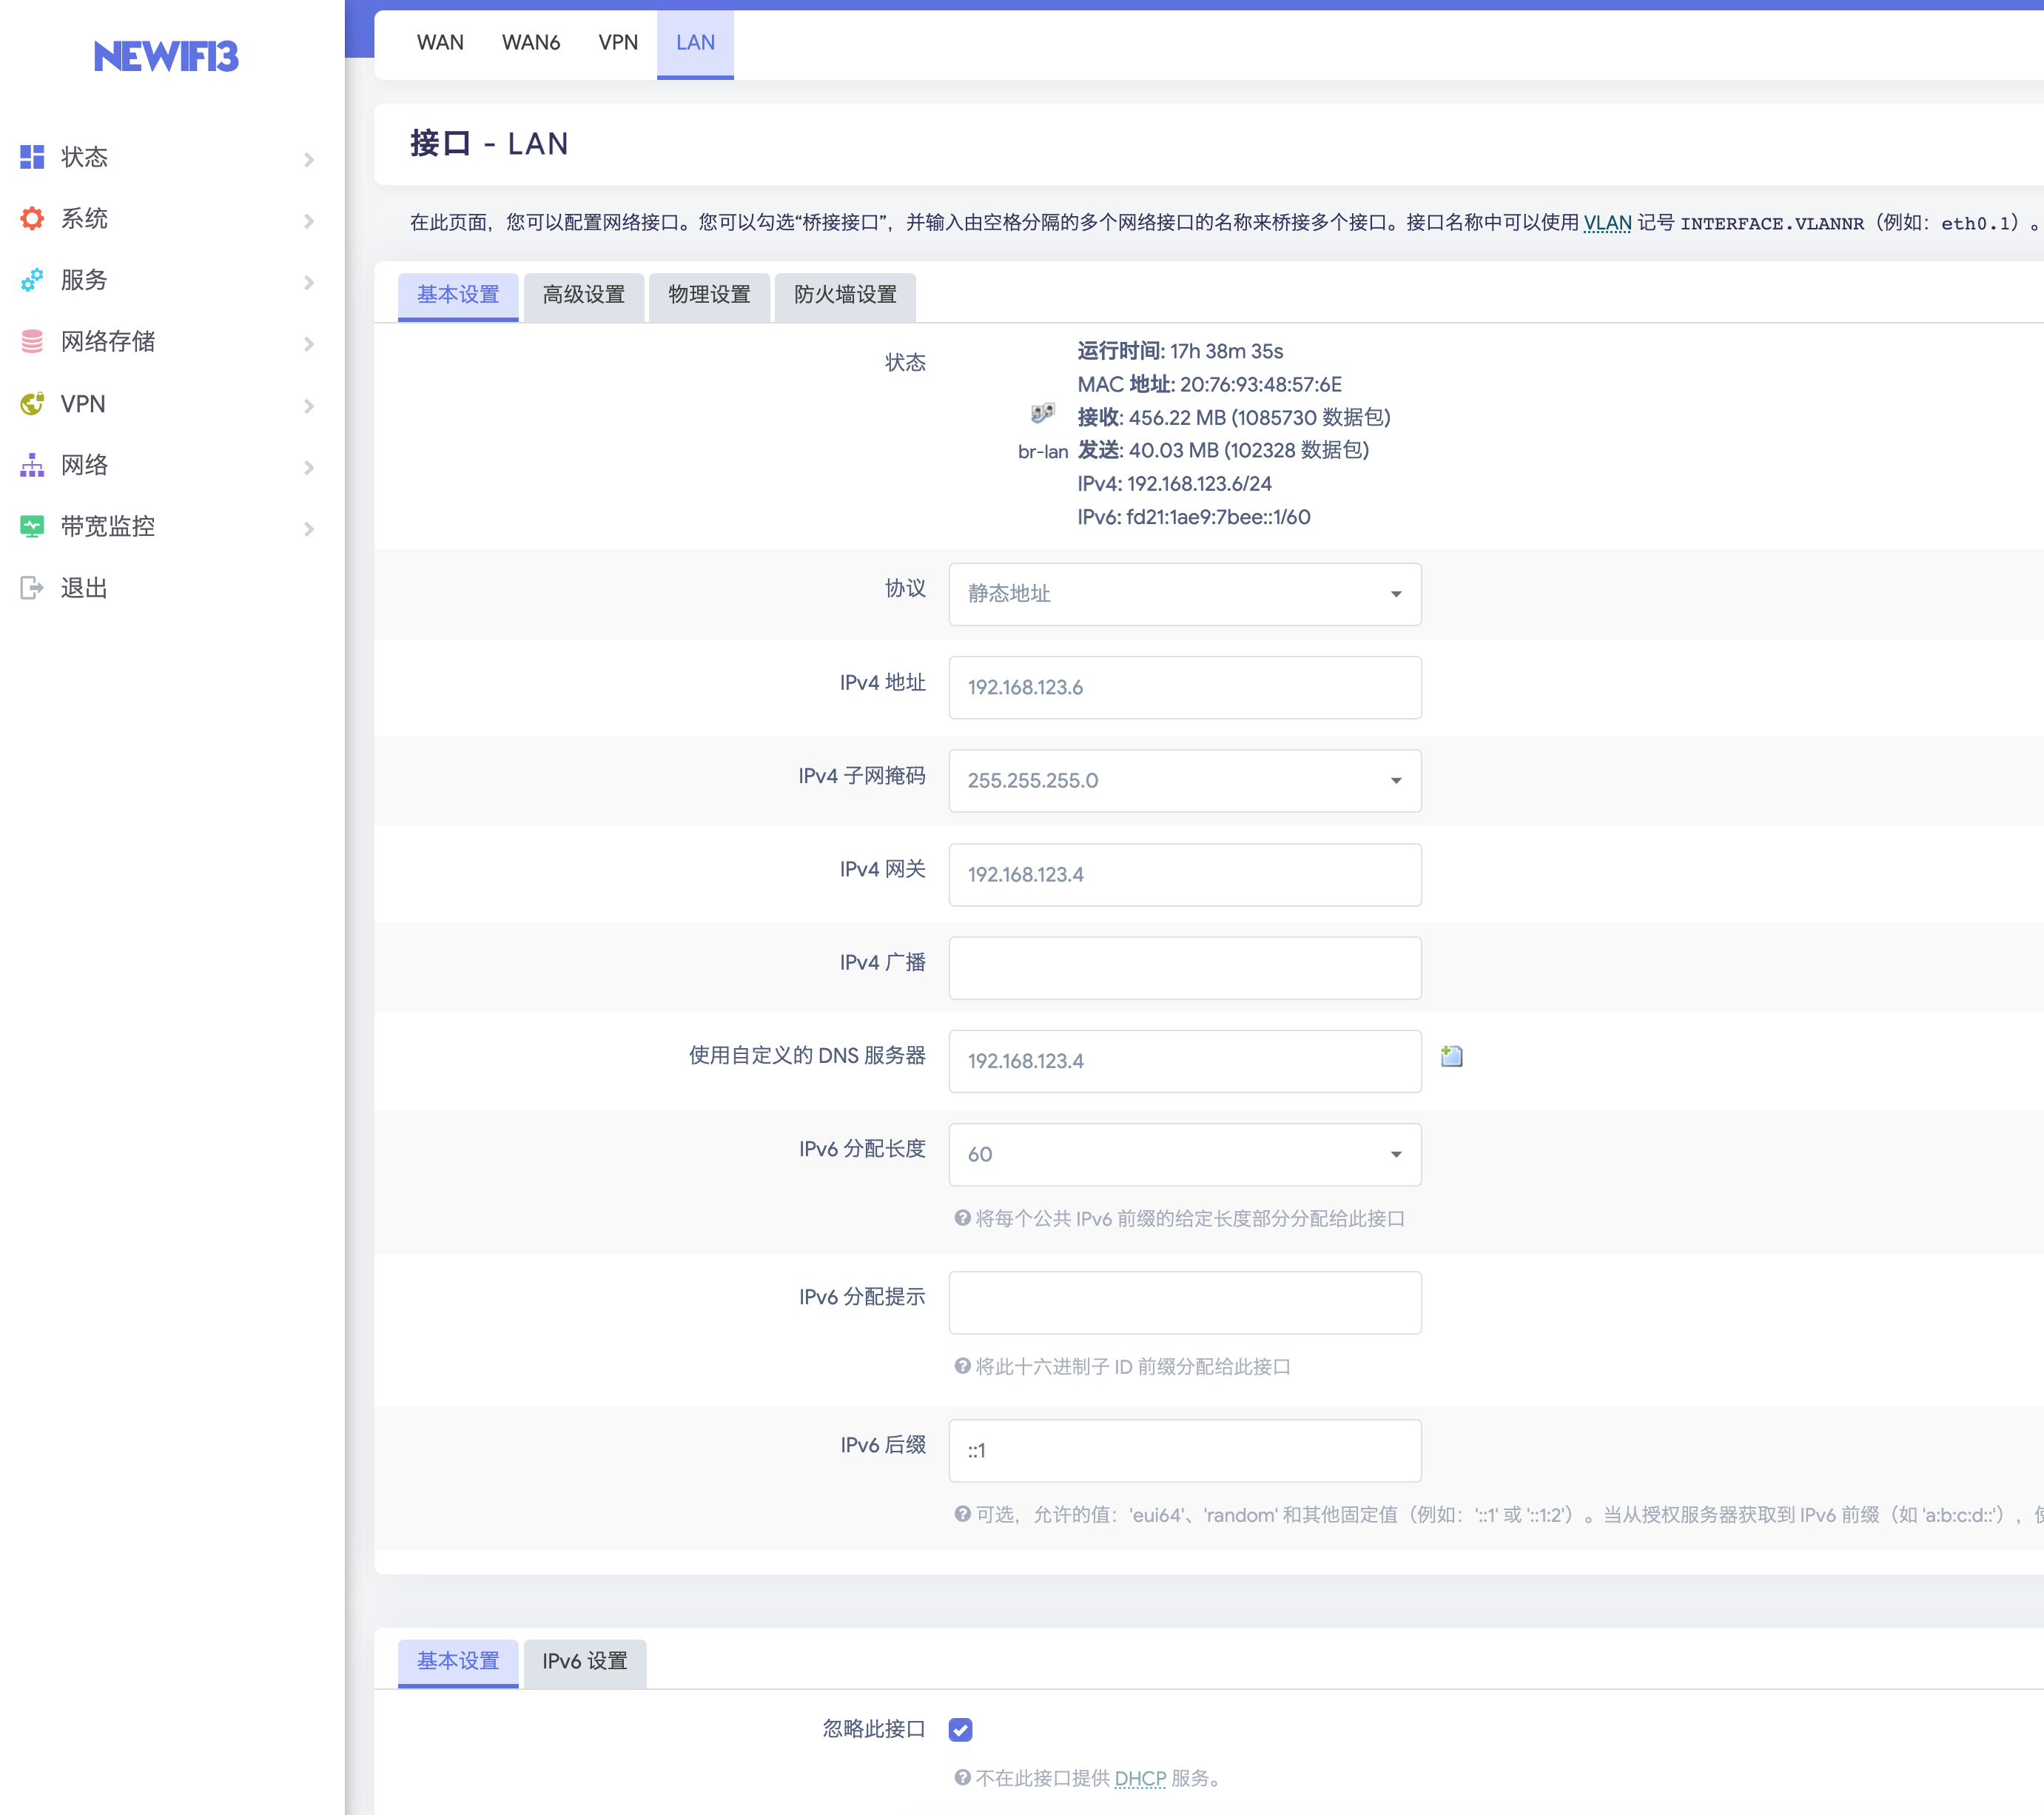 NEWIFI3
状态
系统
服务
网络存储
VPN
网络
带宽监控
退出
WAN WAN6 VPN LAN
接口 - LAN
在此页面，您可以配置网络接口。您可以勾选“桥接接口”，并输入由空格分隔的多个网络接口的名称来桥接多个接口。接口名称中可以使用 VLAN 记号 INTERFACE.VLANNR（例如：eth0.1）。
基本设置 高级设置 物理设置 防火墙设置
状态
br-lan
运行时间: 17h 38m 35s
MAC 地址: 20:76:93:48:57:6E
接收: 456.22 MB (1085730 数据包)
发送: 40.03 MB (102328 数据包)
IPv4: 192.168.123.6/24
IPv6: fd21:1ae9:7bee::1/60
协议 静态地址
IPv4 地址 192.168.123.6
IPv4 子网掩码 255.255.255.0
IPv4 网关 192.168.123.4
IPv4 广播
使用自定义的 DNS 服务器 192.168.123.4
IPv6 分配长度 60
将每个公共 IPv6 前缀的给定长度部分分配给此接口
IPv6 分配提示
将此十六进制子 ID 前缀分配给此接口
IPv6 后缀 ::1
可选，允许的值：'eui64'、'random' 和其他固定值（例如：'::1' 或 '::1:2'）。当从授权服务器获取到 IPv6 前缀（如 'a:b:c:d::'），
基本设置 IPv6 设置
忽略此接口
不在此接口提供 DHCP 服务。